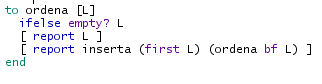 to ordena [L]
ifelse empty? L
[ report L ]
[ report inserta (first L) (ordena bf L) ]
end